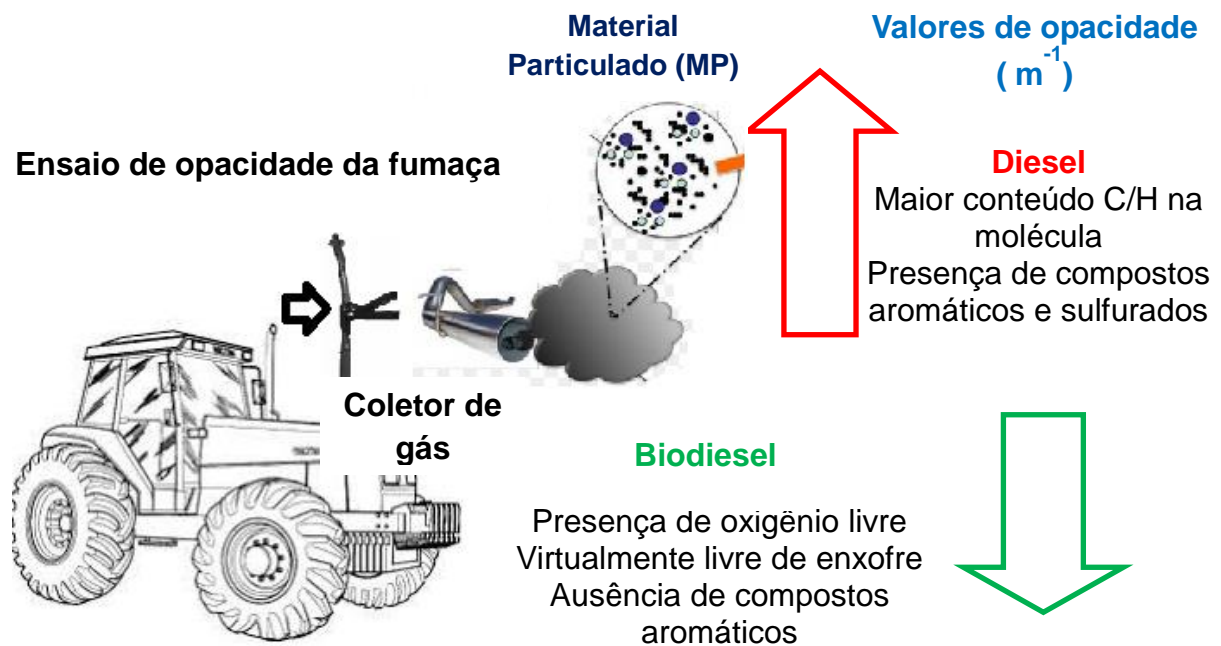 Material
Particulado (MP)
Valores de opacidade
( m-1)
Ensaio de opacidade da fumaça
Diesel
Maior conteúdo C/H na
molécula
Presença de compostos
aromáticos e sulfurados
Coletor de
gás
Biodiesel
Presença de oxigênio livre
Virtualmente livre de enxofre
Ausência de compostos
aromáticos